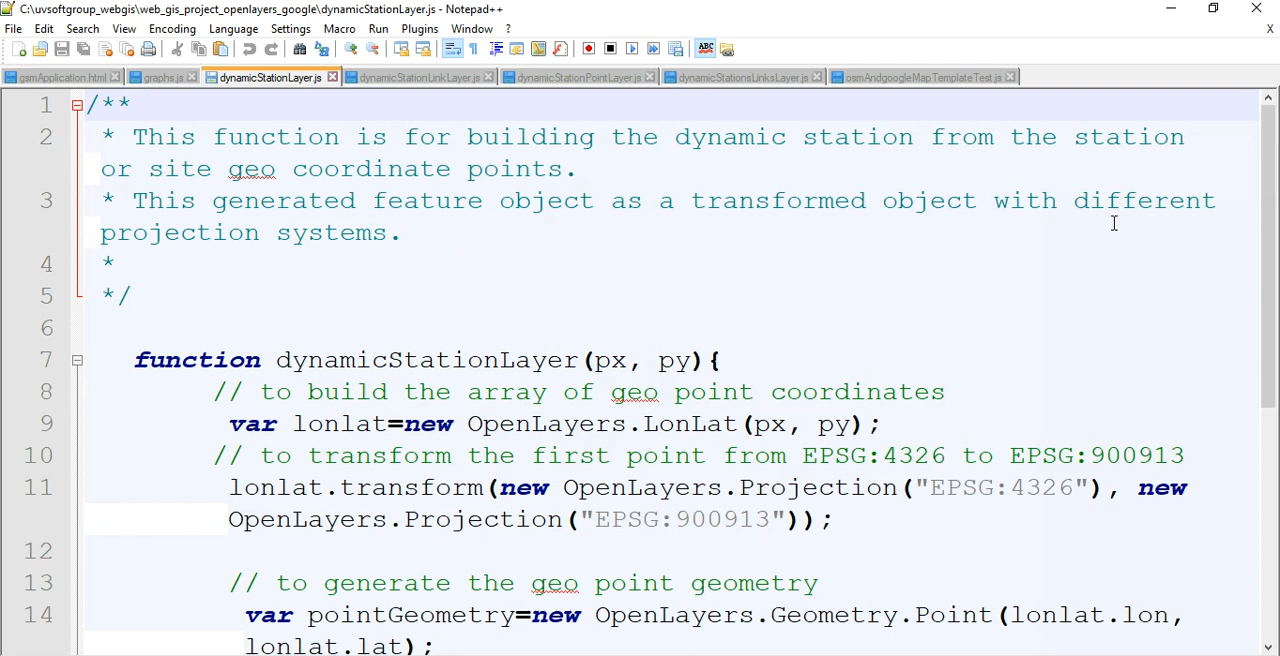 C:\uvsoftgroup_webgis\web_gis_project_openlayers_google\dynamicStationLayer.js - Notepad++
File Edit Search View Encoding Language Settings Macro Run Plugins Window ? X
ABC
gsmApplication.html graphs.js dynamicStationLayer.js dynamicStationLinkLayer.js dynamicStationPointLayer.js dynamicStationsLinksLayer.js osmAndgoogleMapTemplateTest.js
1 /**
2 * This function is for building the dynamic station from the station
or site geo coordinate points.
3 * This generated feature object as a transformed object with different
projection systems.
4 *
5 */
6
7 function dynamicStationLayer(px, py){
8 // to build the array of geo point coordinates
9 var lonlat=new OpenLayers.LonLat(px, py);
10 // to transform the first point from EPSG:4326 to EPSG:900913
11 lonlat.transform(new OpenLayers.Projection("EPSG:4326"), new
OpenLayers.Projection("EPSG:900913"));
12
13 // to generate the geo point geometry
14 var pointGeometry=new OpenLayers.Geometry.Point(lonlat.lon,
lonlat.lat);